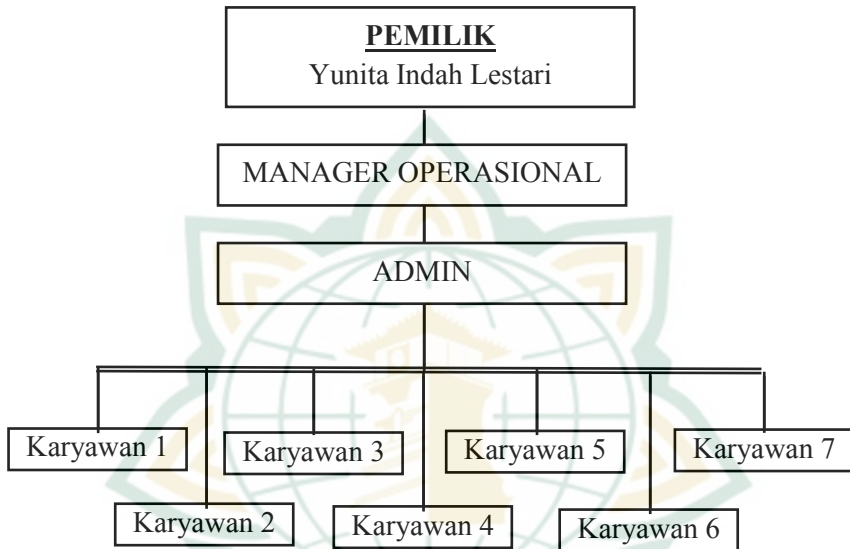 PEMILIK
Yunita Indah Lestari
MANAGER OPERASIONAL
ADMIN
Karyawan 1
Karyawan 3
Karyawan 5
Karyawan 7
Karyawan 2
Karyawan 4
Karyawan 6